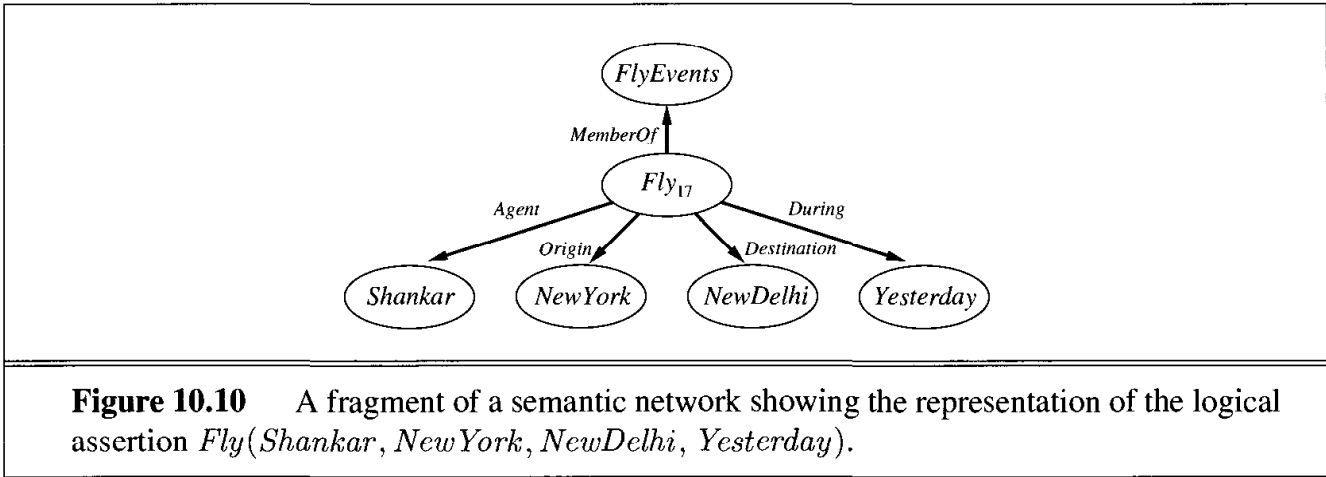 FlyEvents
MemberOf
Fly₁₇
Agent
During
Origin
Destination
Shankar
NewYork
NewDelhi
Yesterday
Figure 10.10 A fragment of a semantic network showing the representation of the logical
assertion Fly(Shankar, NewYork, NewDelhi, Yesterday).